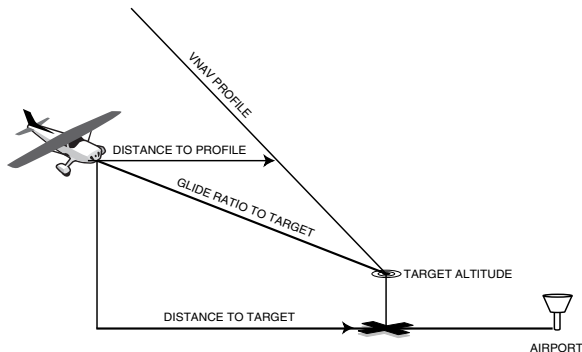 VNAV PROFILE
DISTANCE TO PROFILE
GLIDE RATIO TO TARGET
TARGET ALTITUDE
DISTANCE TO TARGET
AIRPORT